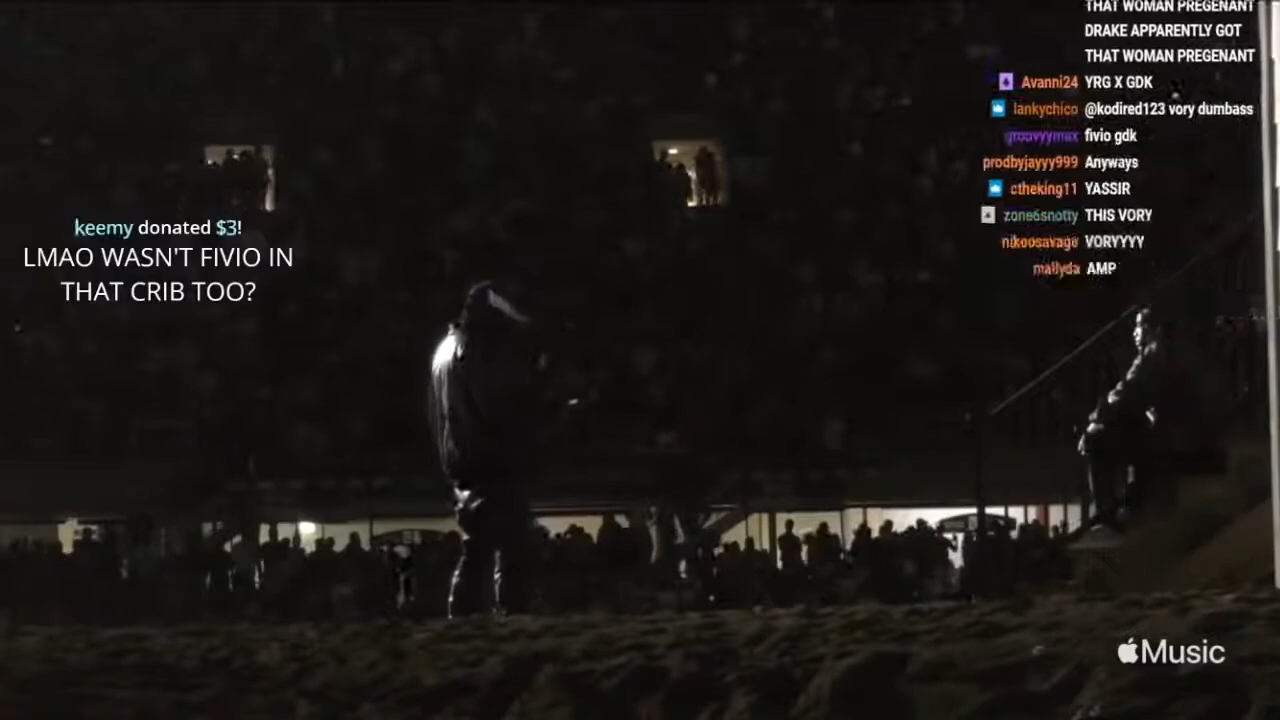 THAT WOMAN PREGENANT
DRAKE APPARENTLY GOT
THAT WOMAN PREGENANT
Avanni24 YRG X GDK
lankychico @kodired123 vory dumbass
groovyymax fivio gdk
prodbyjayyy999 Anyways
ctheking11 YASSIR
zone6snotty THIS VORY
nikoosavage VORYYYY
mallyda AMP
keemy donated $3!
LMAO WASN'T FIVIO IN
THAT CRIB TOO?
Music